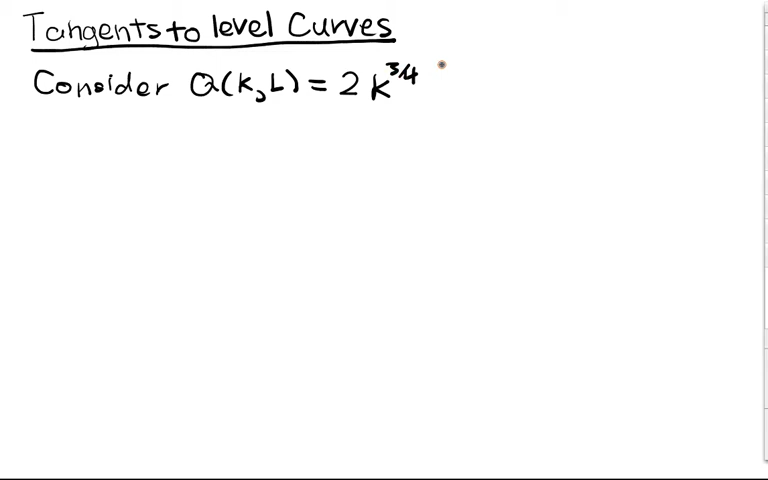 Tangents to level Curves
Consider Q(K,L) = 2 K^3/4